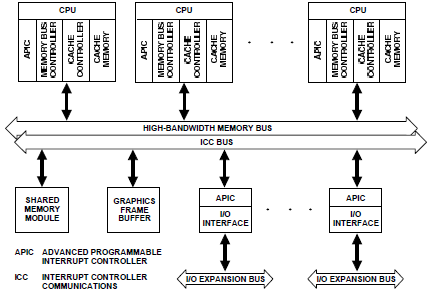 CPU
APIC
MEMORY BUS
CONTROLLER
CACHE
CONTROLLER
CACHE
MEMORY
CPU
APIC
MEMORY BUS
CONTROLLER
CACHE
CONTROLLER
CACHE
MEMORY
CPU
APIC
MEMORY BUS
CONTROLLER
CACHE
CONTROLLER
CACHE
MEMORY
HIGH-BANDWIDTH MEMORY BUS
ICC BUS
SHARED
MEMORY
MODULE
GRAPHICS
FRAME
BUFFER
APIC
I/O
INTERFACE
APIC
I/O
INTERFACE
APIC ADVANCED PROGRAMMABLE
INTERRUPT CONTROLLER
ICC INTERRUPT CONTROLLER
COMMUNICATIONS
I/O EXPANSION BUS
I/O EXPANSION BUS